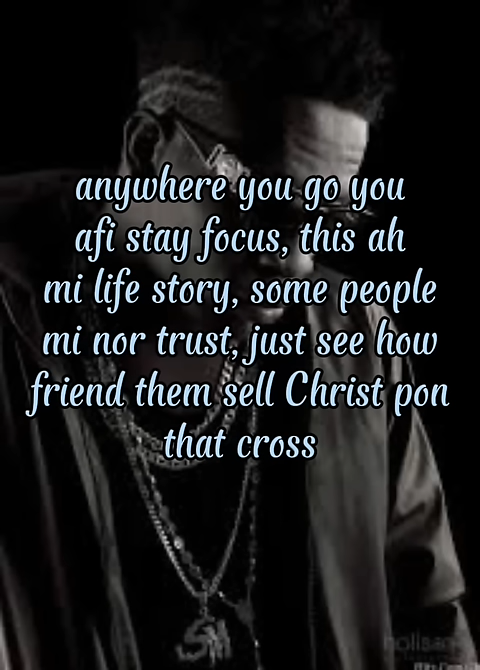 anywhere you go you
afi stay focus, this ah
mi life story, some people
mi nor trust, just see how
friend them sell Christ pon
that cross